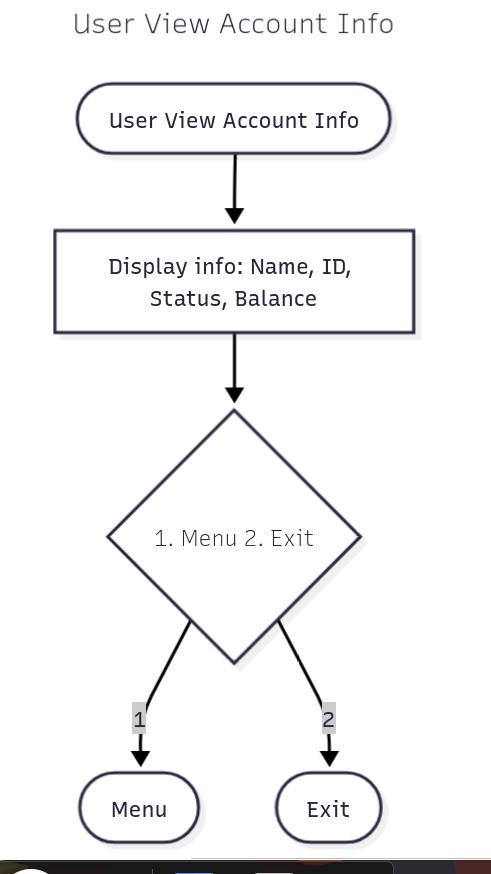 User View Account Info
User View Account Info
Display info: Name, ID,
Status, Balance
1. Menu 2. Exit
1
2
Menu
Exit